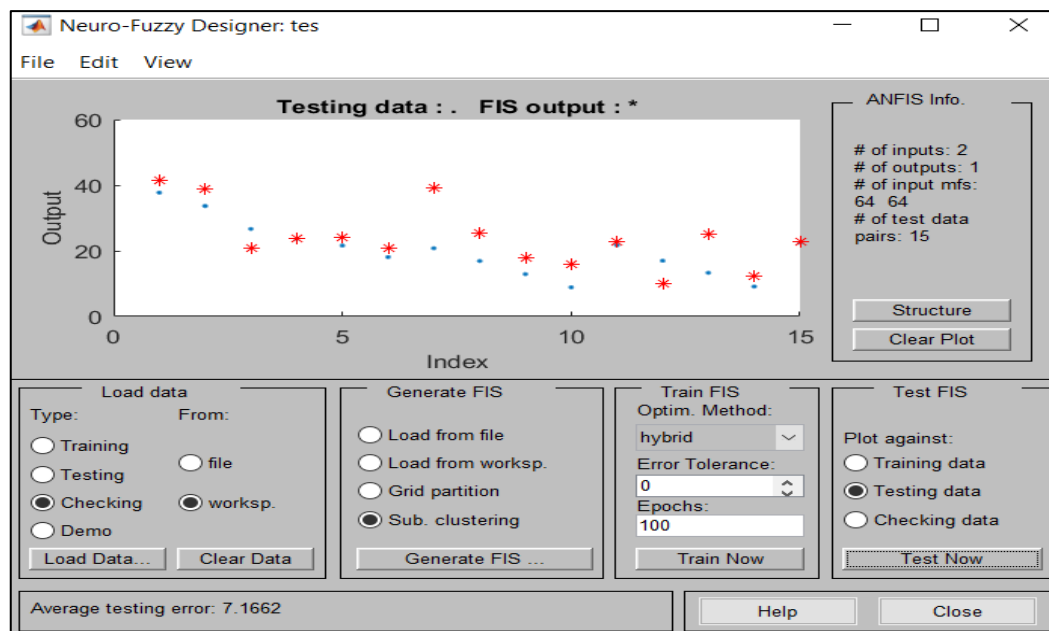 Neuro-Fuzzy Designer: tes
File Edit View
Testing data : . FIS output : *
60
40
20
0
Output
0 5 10 15
Index
ANFIS Info.
# of inputs: 2
# of outputs: 1
# of input mfs:
64 64
# of test data
pairs: 15
Structure
Clear Plot
Load data
Type: From:
Training
Testing
Checking
Demo
file
worksp.
Load Data... Clear Data
Generate FIS
Load from file
Load from worksp.
Grid partition
Sub. clustering
Generate FIS ...
Train FIS
Optim. Method:
hybrid
Error Tolerance:
0
Epochs:
100
Train Now
Test FIS
Plot against:
Training data
Testing data
Checking data
Test Now
Average testing error: 7.1662
Help Close